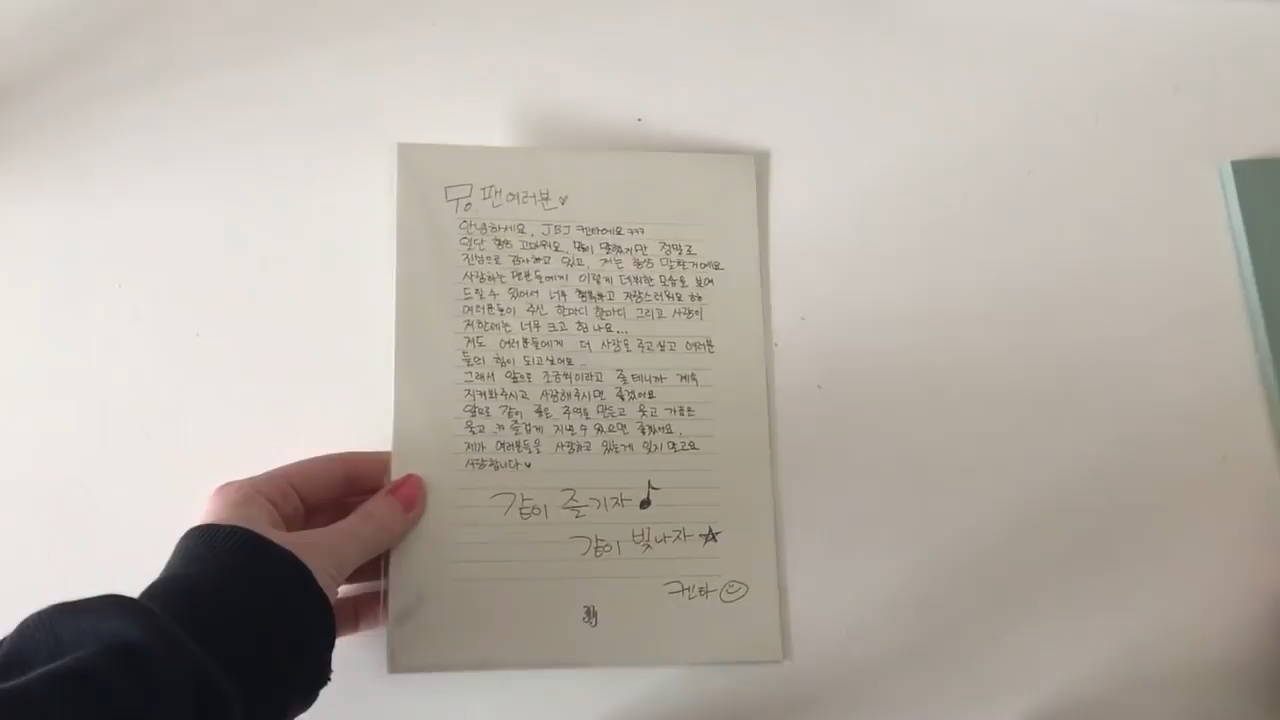 팬여러분♥
안녕하세요, JBJ 켄타에요 ㅋㅋㅋ
일단 항상 고마워요, 많이 말했지만 정말로
진심으로 감사하고 있고, 저는 항상 말할거에요
사랑하는 팬분들에게 이렇게 데뷔한 모습을 보여
드릴 수 있어서 너무 행복하고 자랑스러워요 ㅎㅎ
여러분들이 주신 한마디 한마디 그리고 사랑이
저한테는 너무 크고 힘 나요...
저도 여러분들에게 더 사랑을 주고싶고 여러분
들의 힘이 되고싶어요..
그래서 앞으로 조금씩이라고 줄 테니까 계속
지켜봐주시고 사랑해주시면 좋겠어요
앞으로 같이 좋은 추억을 만들고 웃고 가끔은
울고 즐겁게 지낼 수 있으면 좋겠네요.
제가 여러분들을 사랑하고 있는게 잊지 말고요
사랑합니다♥
같이 즐기자♪
같이 빛나자☆
켄타